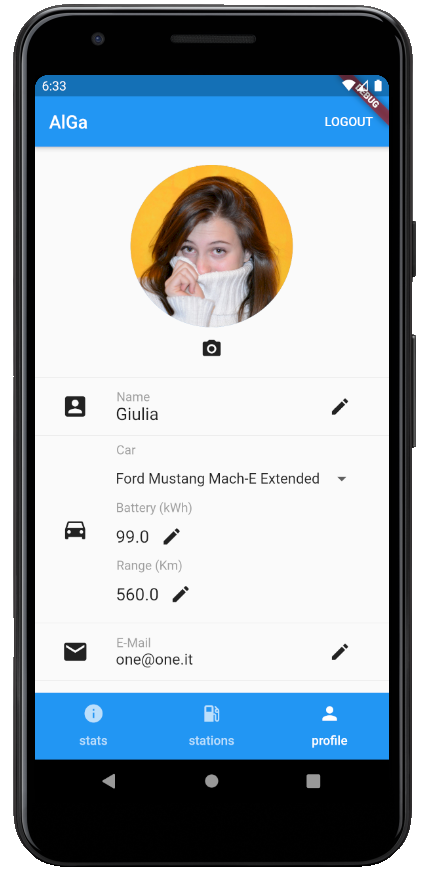 6:33
DEBUG
AlGa LOGOUT
Name
Giulia
Car
Ford Mustang Mach-E Extended
Battery (kWh)
99.0
Range (Km)
560.0
E-Mail
one@one.it
stats stations profile